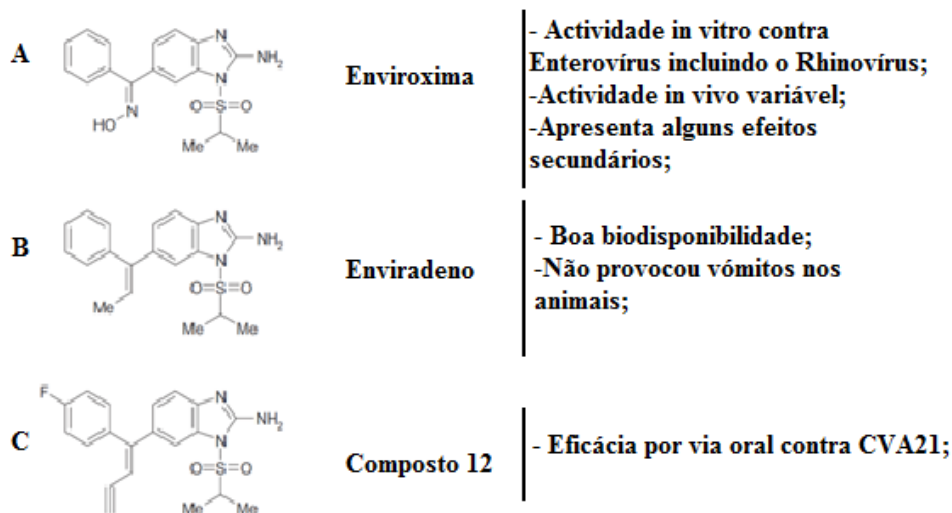 A
N
NH₂
N
HO
N
O
S
O
Me
Me
Enviroxima
- Actividade in vitro contra
Enterovírus incluindo o Rhinovírus;
-Actividade in vivo variável;
-Apresenta alguns efeitos
secundários;
B
N
NH₂
N
Me
O
S
O
Me
Me
Enviradeno
- Boa biodisponibilidade;
-Não provocou vómitos nos
animais;
C
F
N
NH₂
N
O
S
O
Me
Me
Composto 12
- Eficácia por via oral contra CVA21;